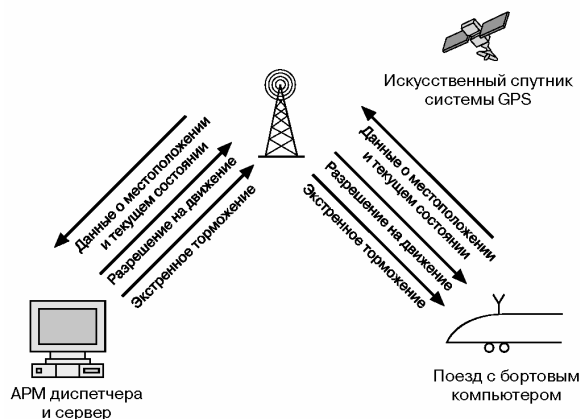 Искусственный спутник
системы GPS
Данные о местоположении
и текущем состоянии
Разрешение на движение
Экстренное торможение
Данные о местоположении
и текущем состоянии
Разрешение на движение
Экстренное торможение
АРМ диспетчера
и сервер
Поезд с бортовым
компьютером